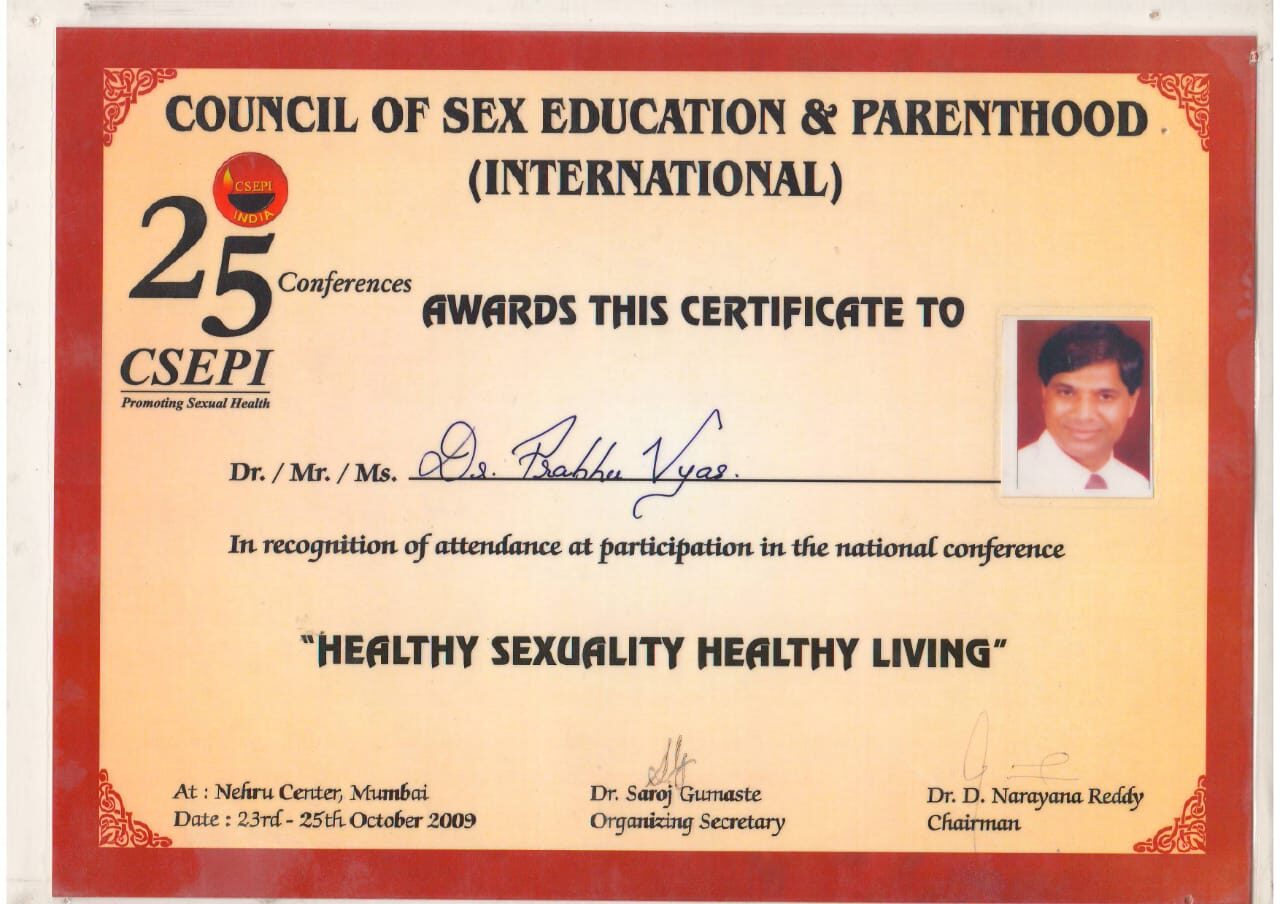 COUNCIL OF SEX EDUCATION & PARENTHOOD
(INTERNATIONAL)
CSEPI
INDIA
25 Conferences
CSEPI
Promoting Sexual Health
AWARDS THIS CERTIFICATE TO
Dr. / Mr. / Ms. Dr. Prabhu Vyas.
In recognition of attendance at participation in the national conference
"HEALTHY SEXUALITY HEALTHY LIVING"
At : Nehru Center, Mumbai
Date : 23rd - 25th October 2009
Dr. Saroj Gumaste
Organizing Secretary
Dr. D. Narayana Reddy
Chairman